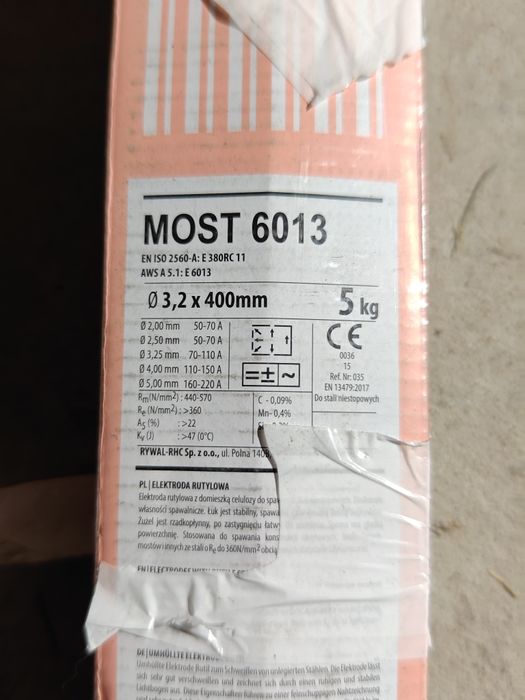 MOST 6013
EN ISO 2560-A: E 380RC 11
AWS A 5.1: E 6013
Ø 3,2 x 400mm
5 kg
Ø 2,00 mm 50-70 A
Ø 2,50 mm 50-70 A
Ø 3,25 mm 70-110 A
Ø 4,00 mm 110-150 A
Ø 5,00 mm 160-220 A
= ± ~
CE
0036
15
Ref. Nr: 035
EN 13479:2017
Do stali niestopowych
Rm(N/mm²) : 440-570
Re (N/mm²) : >360
A5 (%) : >22
Kv (J) : >47 (0°C)
C - 0,09%
Mn- 0,4%
RYWAL-RHC Sp. z o.o., ul. Polna 140B,
PL | ELEKTRODA RUTYLOWA
Elektroda rutylowa z domieszką celulozy do spa
własności spawalnicze. Łuk jest stabilny, spawa
Żużel jest rzadkopłynny, po zastygnięciu łatw
powierzchnię. Stosowana do spawania kons
mostów i innych ze stali o Re do 360N/mm² obcią
DE | UMHÜLLTE ELEKTRO
Umhüllte Elektrode Rutil zum Schweißen von unlegierten Stählen. Die Elektrode lässt
sich sehr gut verschweißen und zeichnet sich durch einen ruhigen und stabilen
Lichtbogen aus. Diese Eigenschaften führen zu einer feinschuppigen Nahtzeichnung